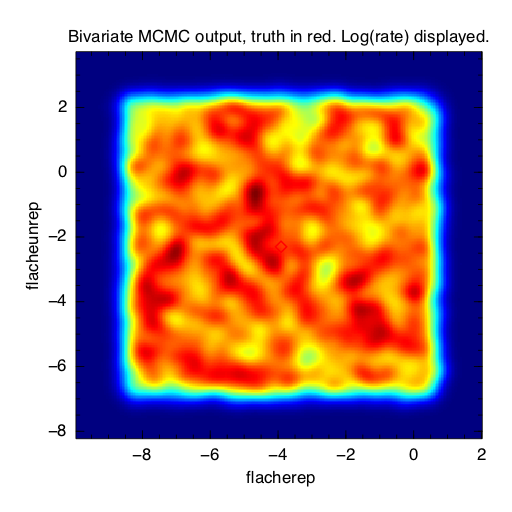 Bivariate MCMC output, truth in red. Log(rate) displayed.
2
0
−2
−4
−6
−8
flacheunrep
−8 −6 −4 −2 0 2
flacherep